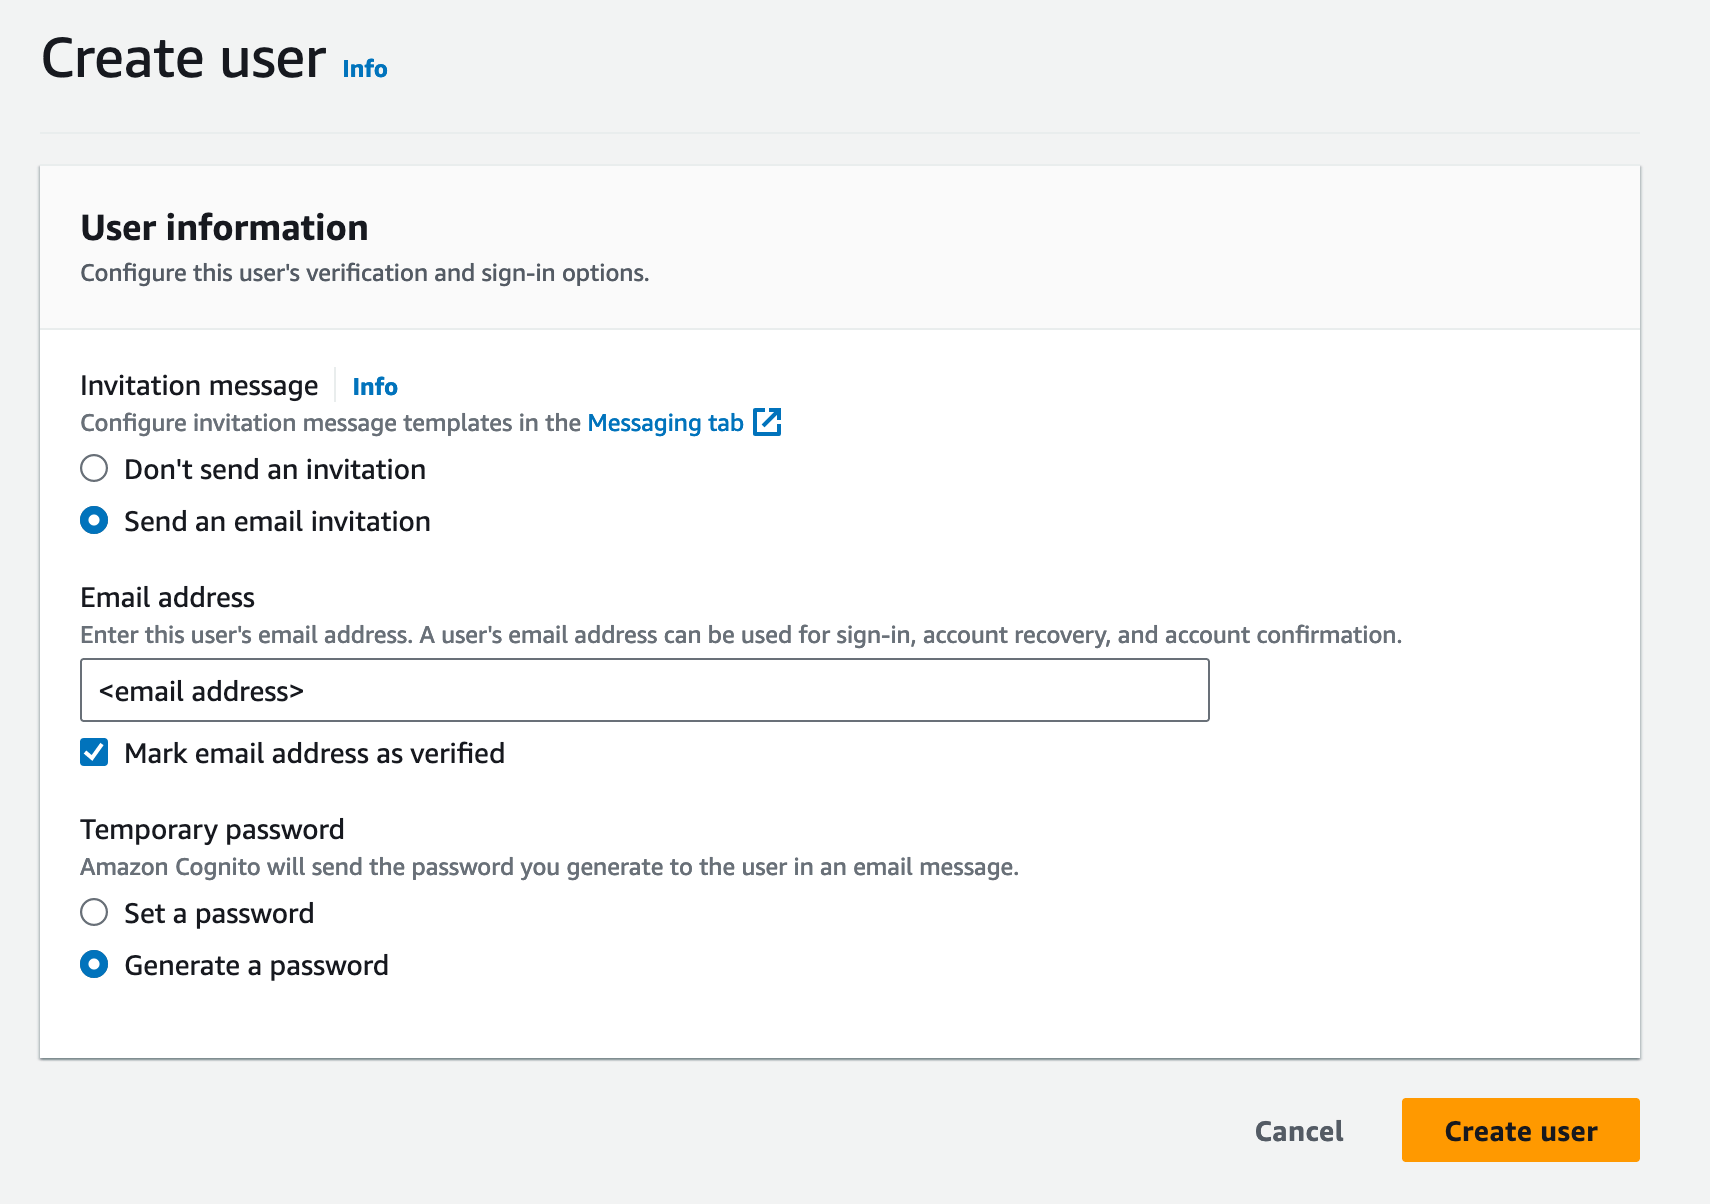 Create user Info
User information
Configure this user's verification and sign-in options.
Invitation message Info
Configure invitation message templates in the Messaging tab
Don't send an invitation
Send an email invitation
Email address
Enter this user's email address. A user's email address can be used for sign-in, account recovery, and account confirmation.
<email address>
Mark email address as verified
Temporary password
Amazon Cognito will send the password you generate to the user in an email message.
Set a password
Generate a password
Cancel Create user